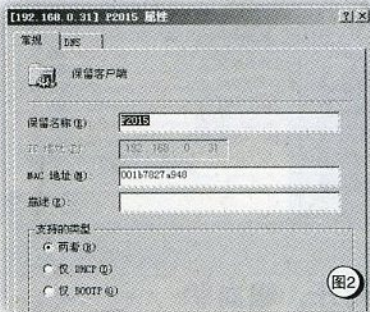 [192.168.0.31] P2015 属性
常规 DNS
保留客户端
保留名称(E): P2015
IP 地址(P): 192.168.0.31
MAC 地址(M): 001b7827a948
描述(C):
支持的类型
两者(B)
仅 DHCP(D)
仅 BOOTP(O)
图2